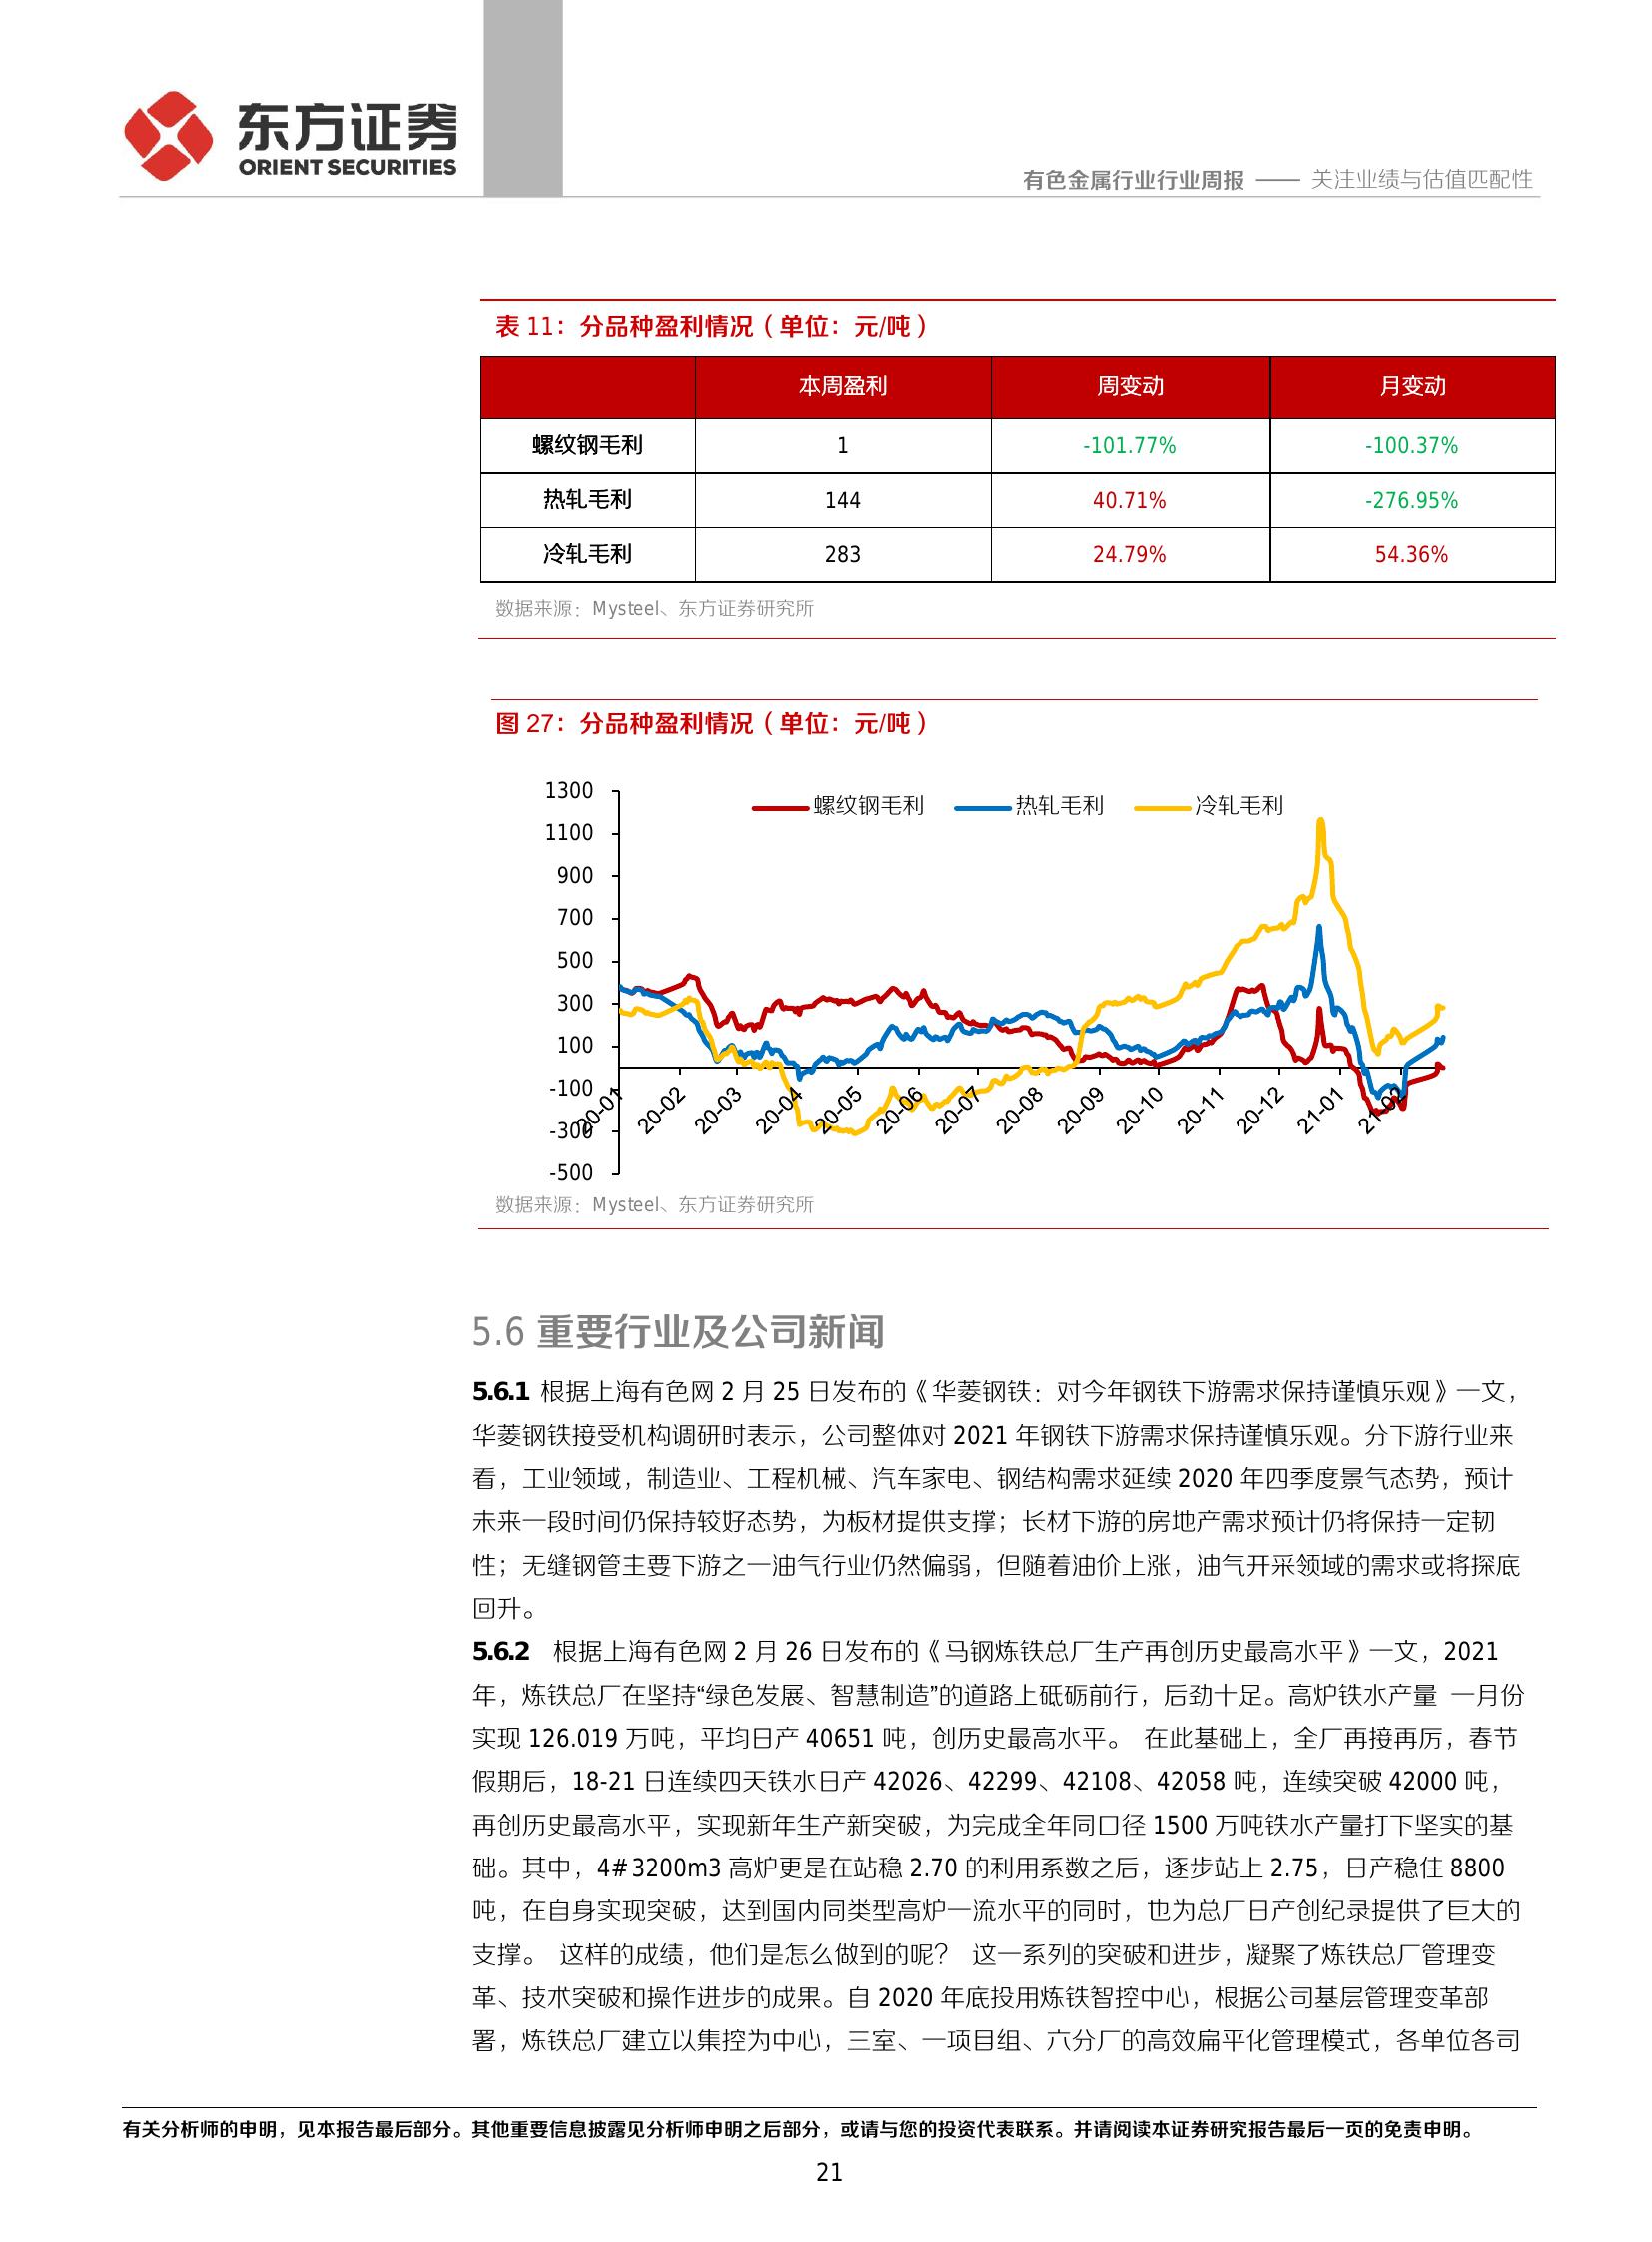 东方证券
ORIENT SECURITIES
有色金属行业行业周报 —— 关注业绩与估值匹配性
表 11：分品种盈利情况（单位：元/吨）
本周盈利 周变动 月变动
螺纹钢毛利 1 -101.77% -100.37%
热轧毛利 144 40.71% -276.95%
冷轧毛利 283 24.79% 54.36%
数据来源：Mysteel、东方证券研究所
图 27：分品种盈利情况（单位：元/吨）
螺纹钢毛利 热轧毛利 冷轧毛利
1300
1100
900
700
500
300
100
-100
-300
-500
20-01 20-02 20-03 20-04 20-05 20-06 20-07 20-08 20-09 20-10 20-11 20-12 21-01 21-02
数据来源：Mysteel、东方证券研究所
5.6 重要行业及公司新闻
5.6.1 根据上海有色网 2 月 25 日发布的《华菱钢铁：对今年钢铁下游需求保持谨慎乐观》一文，
华菱钢铁接受机构调研时表示，公司整体对 2021 年钢铁下游需求保持谨慎乐观。分下游行业来
看，工业领域，制造业、工程机械、汽车家电、钢结构需求延续 2020 年四季度景气态势，预计
未来一段时间仍保持较好态势，为板材提供支撑；长材下游的房地产需求预计仍将保持一定韧
性；无缝钢管主要下游之一油气行业仍然偏弱，但随着油价上涨，油气开采领域的需求或将探底
回升。
5.6.2 根据上海有色网 2 月 26 日发布的《马钢炼铁总厂生产再创历史最高水平》一文，2021
年，炼铁总厂在坚持“绿色发展、智慧制造”的道路上砥砺前行，后劲十足。高炉铁水产量 一月份
实现 126.019 万吨，平均日产 40651 吨，创历史最高水平。 在此基础上，全厂再接再厉，春节
假期后，18-21 日连续四天铁水日产 42026、42299、42108、42058 吨，连续突破 42000 吨，
再创历史最高水平，实现新年生产新突破，为完成全年同口径 1500 万吨铁水产量打下坚实的基
础。其中，4#3200m3 高炉更是在站稳 2.70 的利用系数之后，逐步站上 2.75，日产稳住 8800
吨，在自身实现突破，达到国内同类型高炉一流水平的同时，也为总厂日产创纪录提供了巨大的
支撑。 这样的成绩，他们是怎么做到的呢？ 这一系列的突破和进步，凝聚了炼铁总厂管理变
革、技术突破和操作进步的成果。自 2020 年底投用炼铁智控中心，根据公司基层管理变革部
署，炼铁总厂建立以集控为中心，三室、一项目组、六分厂的高效扁平化管理模式，各单位各司
有关分析师的申明，见本报告最后部分。其他重要信息披露见分析师申明之后部分，或请与您的投资代表联系。并请阅读本证券研究报告最后一页的免责申明。
21